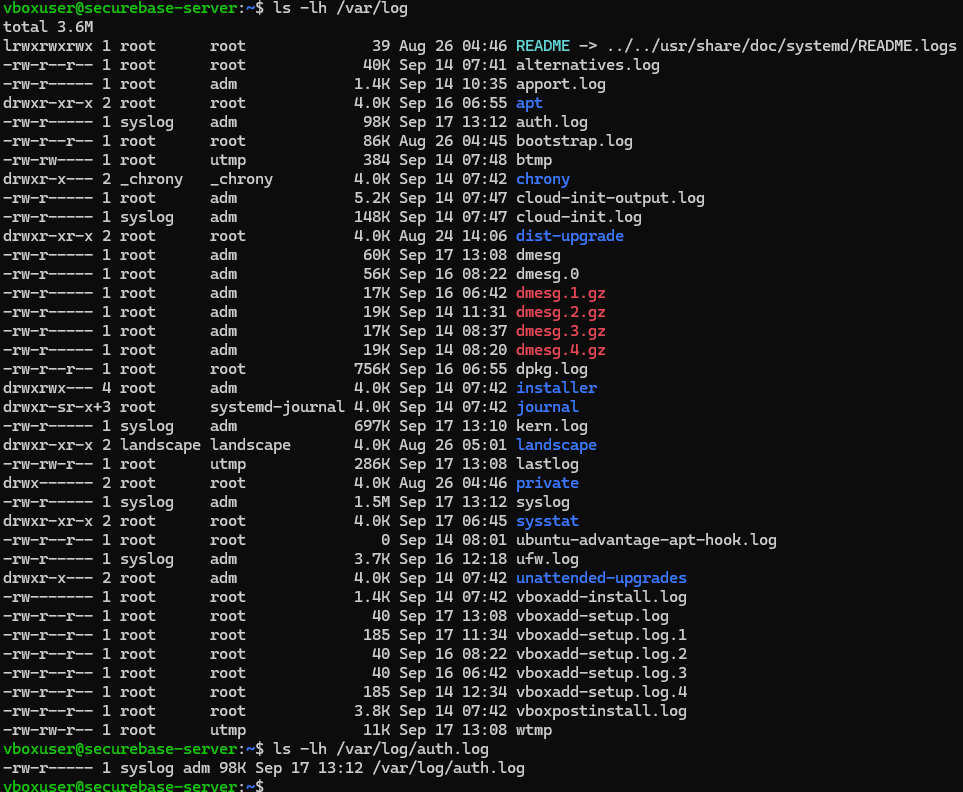 vboxuser@securebase-server:~$ ls -lh /var/log
total 3.6M
lrwxrwxrwx 1 root      root              39 Aug 26 04:46 README -> ../../usr/share/doc/systemd/README.logs
-rw-r--r-- 1 root      root             40K Sep 14 07:41 alternatives.log
-rw-r----- 1 root      adm             1.4K Sep 14 10:35 apport.log
drwxr-xr-x 2 root      root            4.0K Sep 16 06:55 apt
-rw-r----- 1 syslog    adm              98K Sep 17 13:12 auth.log
-rw-r--r-- 1 root      root             86K Aug 26 04:45 bootstrap.log
-rw-rw---- 1 root      utmp             384 Sep 14 07:48 btmp
drwxr-x--- 2 _chrony   _chrony         4.0K Sep 14 07:42 chrony
-rw-r----- 1 root      adm             5.2K Sep 14 07:47 cloud-init-output.log
-rw-r----- 1 syslog    adm             148K Sep 14 07:47 cloud-init.log
drwxr-xr-x 2 root      root            4.0K Aug 24 14:06 dist-upgrade
-rw-r----- 1 root      adm              60K Sep 17 13:08 dmesg
-rw-r----- 1 root      adm              56K Sep 16 08:22 dmesg.0
-rw-r----- 1 root      adm              17K Sep 16 06:42 dmesg.1.gz
-rw-r----- 1 root      adm              19K Sep 14 11:31 dmesg.2.gz
-rw-r----- 1 root      adm              17K Sep 14 08:37 dmesg.3.gz
-rw-r----- 1 root      adm              19K Sep 14 08:20 dmesg.4.gz
-rw-r--r-- 1 root      root            756K Sep 16 06:55 dpkg.log
drwxrwx--- 4 root      adm             4.0K Sep 14 07:42 installer
drwxr-sr-x+3 root      systemd-journal 4.0K Sep 14 07:42 journal
-rw-r----- 1 syslog    adm             697K Sep 17 13:10 kern.log
drwxr-xr-x 2 landscape landscape       4.0K Aug 26 05:01 landscape
-rw-rw-r-- 1 root      utmp            286K Sep 17 13:08 lastlog
drwx------ 2 root      root            4.0K Aug 26 04:46 private
-rw-r----- 1 syslog    adm             1.5M Sep 17 13:12 syslog
drwxr-xr-x 2 root      root            4.0K Sep 17 06:45 sysstat
-rw-r--r-- 1 root      root               0 Sep 14 08:01 ubuntu-advantage-apt-hook.log
-rw-r----- 1 syslog    adm             3.7K Sep 16 12:18 ufw.log
drwxr-x--- 2 root      adm             4.0K Sep 14 07:42 unattended-upgrades
-rw------- 1 root      root            1.4K Sep 14 07:42 vboxadd-install.log
-rw-r--r-- 1 root      root              40 Sep 17 13:08 vboxadd-setup.log
-rw-r--r-- 1 root      root             185 Sep 17 11:34 vboxadd-setup.log.1
-rw-r--r-- 1 root      root              40 Sep 16 08:22 vboxadd-setup.log.2
-rw-r--r-- 1 root      root              40 Sep 16 06:42 vboxadd-setup.log.3
-rw-r--r-- 1 root      root             185 Sep 14 12:34 vboxadd-setup.log.4
-rw-r--r-- 1 root      root            3.8K Sep 14 07:42 vboxpostinstall.log
-rw-rw-r-- 1 root      utmp             11K Sep 17 13:08 wtmp
vboxuser@securebase-server:~$ ls -lh /var/log/auth.log
-rw-r----- 1 syslog adm 98K Sep 17 13:12 /var/log/auth.log
vboxuser@securebase-server:~$